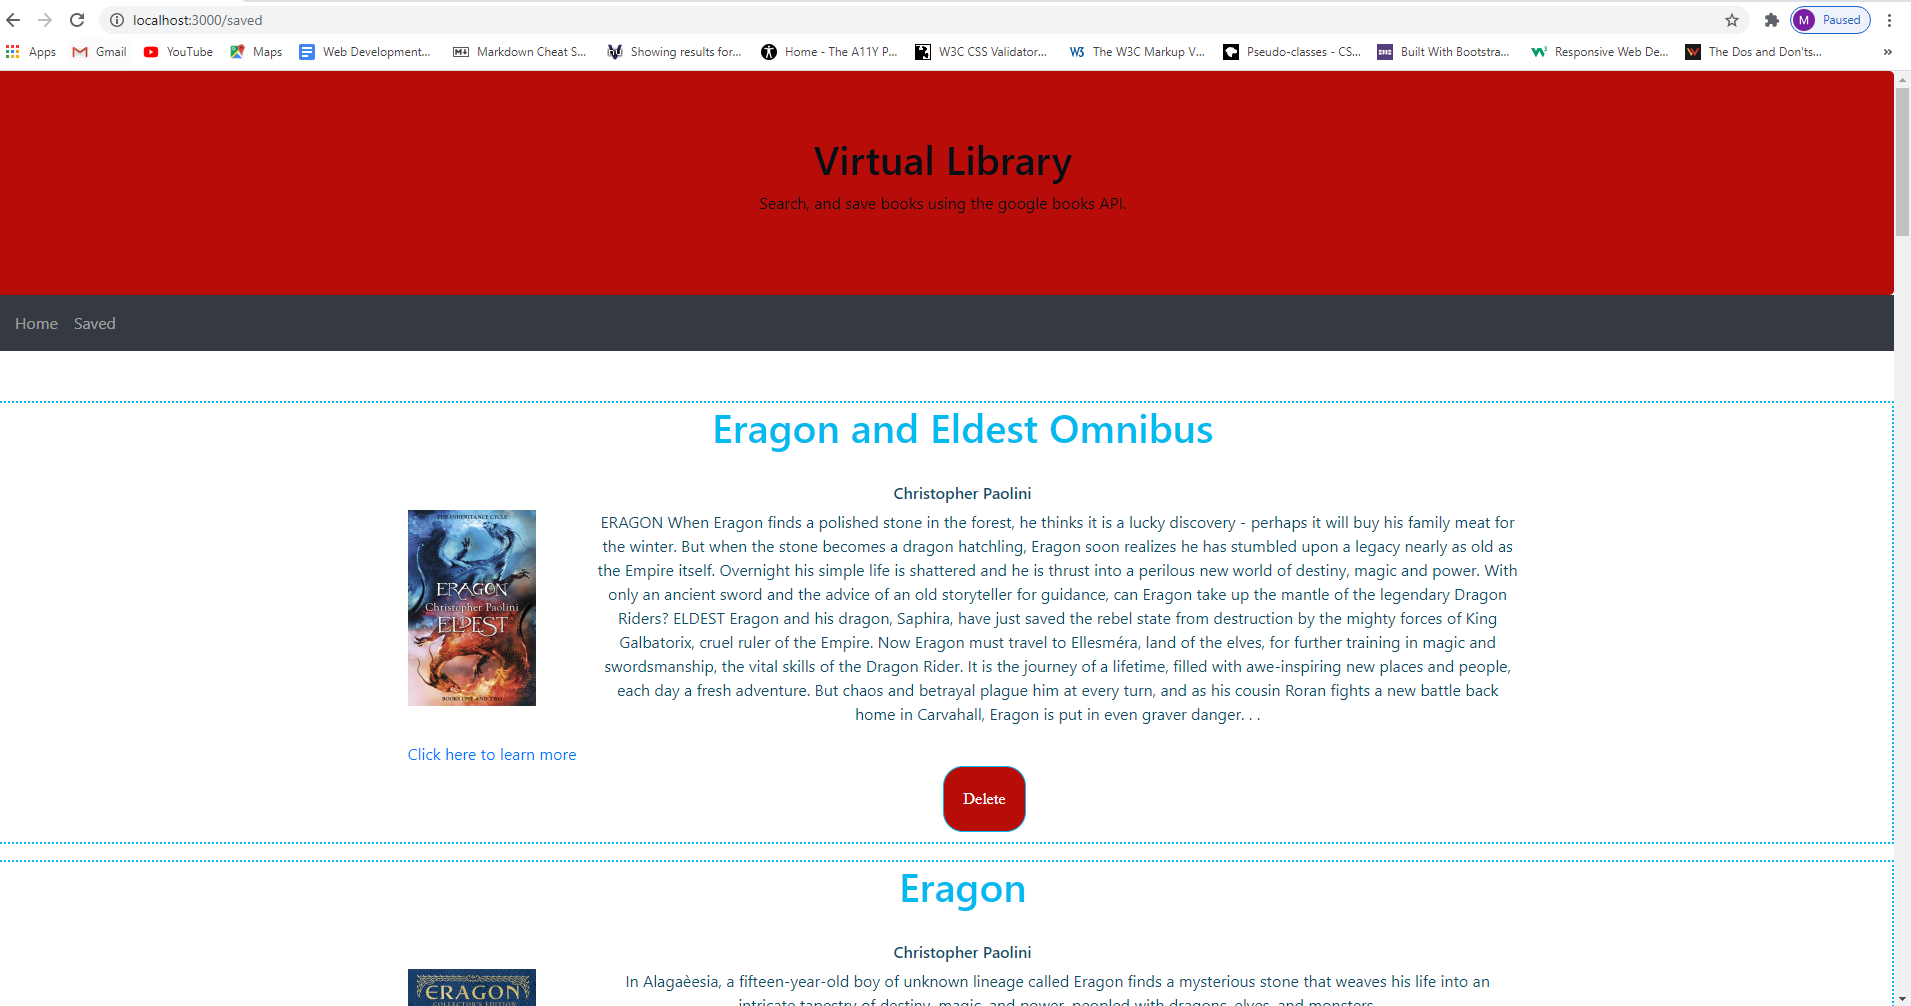 localhost:3000/saved
M Paused
Apps Gmail YouTube Maps Web Development... Markdown Cheat S... Showing results for... Home - The A11Y P... W3C CSS Validator... The W3C Markup V... Pseudo-classes - CS... Built With Bootstra... Responsive Web De... The Dos and Don'ts... »
Virtual Library
Search, and save books using the google books API.
Home Saved
Eragon and Eldest Omnibus
Christopher Paolini
THE INHERITANCE CYCLE
ERAGON
Christopher Paolini
ELDEST
BOOKS ONE AND TWO
ERAGON When Eragon finds a polished stone in the forest, he thinks it is a lucky discovery - perhaps it will buy his family meat for
the winter. But when the stone becomes a dragon hatchling, Eragon soon realizes he has stumbled upon a legacy nearly as old as
the Empire itself. Overnight his simple life is shattered and he is thrust into a perilous new world of destiny, magic and power. With
only an ancient sword and the advice of an old storyteller for guidance, can Eragon take up the mantle of the legendary Dragon
Riders? ELDEST Eragon and his dragon, Saphira, have just saved the rebel state from destruction by the mighty forces of King
Galbatorix, cruel ruler of the Empire. Now Eragon must travel to Ellesméra, land of the elves, for further training in magic and
swordsmanship, the vital skills of the Dragon Rider. It is the journey of a lifetime, filled with awe-inspiring new places and people,
each day a fresh adventure. But chaos and betrayal plague him at every turn, and as his cousin Roran fights a new battle back
home in Carvahall, Eragon is put in even graver danger. . .
Click here to learn more
Delete
Eragon
Christopher Paolini
ERAGON
COLLECTOR'S EDITION
In Alagaèesia, a fifteen-year-old boy of unknown lineage called Eragon finds a mysterious stone that weaves his life into an
intricate tapestry of destiny, magic, and power, peopled with dragons, elves, and monsters.